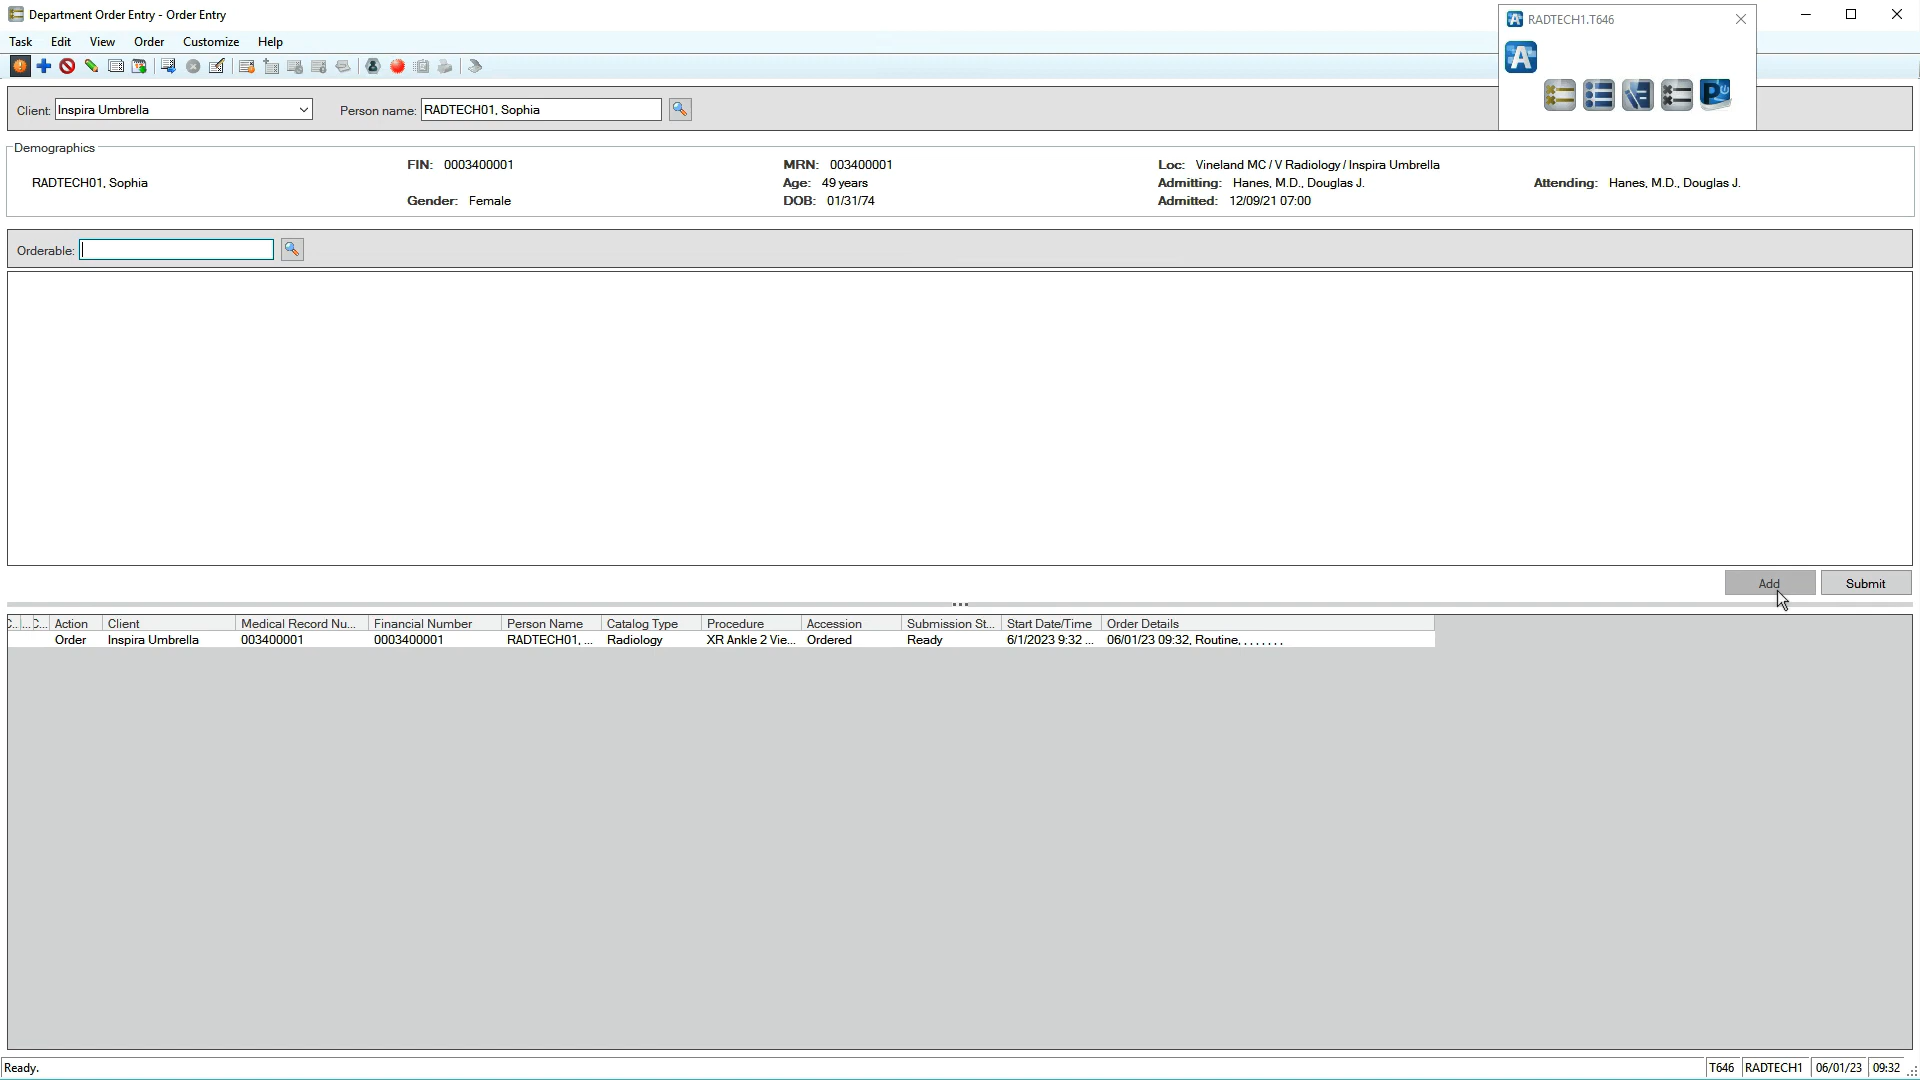 Department Order Entry - Order Entry
RADTECH1.T646
Task Edit View Order Customize Help
Client: Inspira Umbrella Person name: RADTECH01, Sophia
Demographics
FIN: 0003400001 MRN: 003400001 Loc: Vineland MC / V Radiology / Inspira Umbrella
RADTECH01, Sophia Age: 49 years Admitting: Hanes, M.D., Douglas J. Attending: Hanes, M.D., Douglas J.
Gender: Female DOB: 01/31/74 Admitted: 12/09/21 07:00
Orderable:
Add Submit
C... ... C... Action Client Medical Record Nu... Financial Number Person Name Catalog Type Procedure Accession Submission St... Start Date/Time Order Details
Order Inspira Umbrella 003400001 0003400001 RADTECH01, ... Radiology XR Ankle 2 Vie... Ordered Ready 6/1/2023 9:32 ... 06/01/23 09:32, Routine, , , , , , , ,
Ready. T646 RADTECH1 06/01/23 09:32